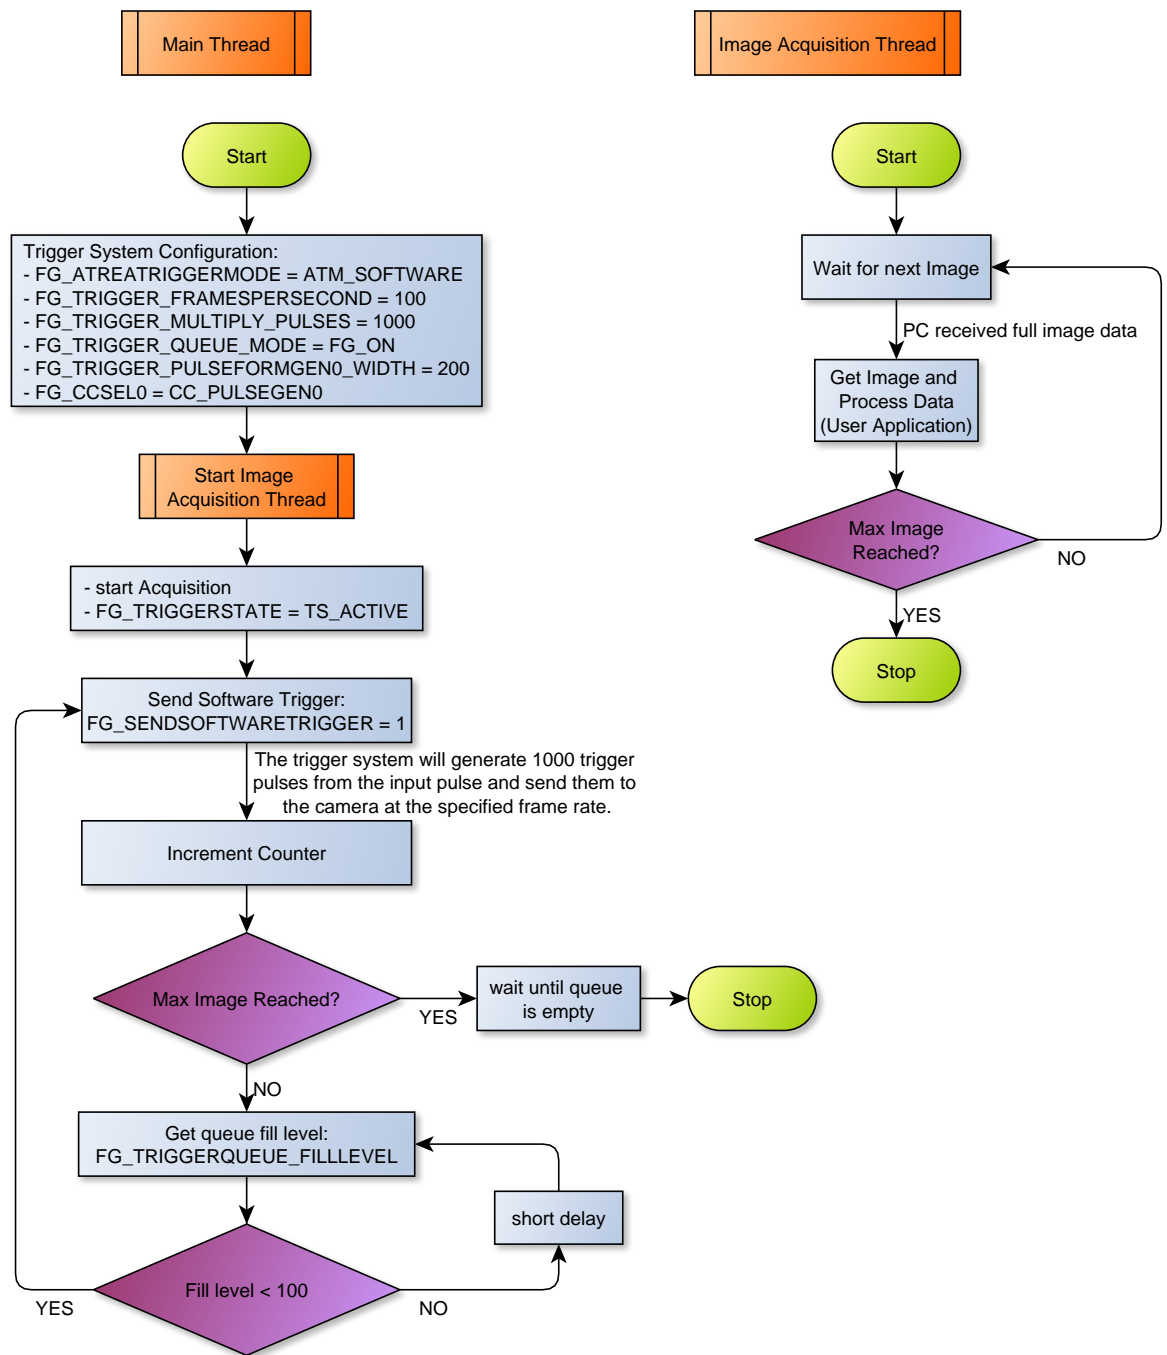 Main Thread
Image Acquisition Thread
Start
Trigger System Configuration:
- FG_ATREATRIGGERMODE = ATM_SOFTWARE
- FG_TRIGGER_FRAMESPERSECOND = 100
- FG_TRIGGER_MULTIPLY_PULSES = 1000
- FG_TRIGGER_QUEUE_MODE = FG_ON
- FG_TRIGGER_PULSEFORMGEN0_WIDTH = 200
- FG_CCSEL0 = CC_PULSEGEN0
Start Image
Acquisition Thread
- start Acquisition
- FG_TRIGGERSTATE = TS_ACTIVE
Send Software Trigger:
FG_SENDSOFTWARETRIGGER = 1
The trigger system will generate 1000 trigger
pulses from the input pulse and send them to
the camera at the specified frame rate.
Increment Counter
Max Image Reached?
YES
wait until queue
is empty
Stop
NO
Get queue fill level:
FG_TRIGGERQUEUE_FILLLEVEL
short delay
Fill level < 100
YES
NO
Start
Wait for next Image
PC received full image data
Get Image and
Process Data
(User Application)
Max Image
Reached?
NO
YES
Stop